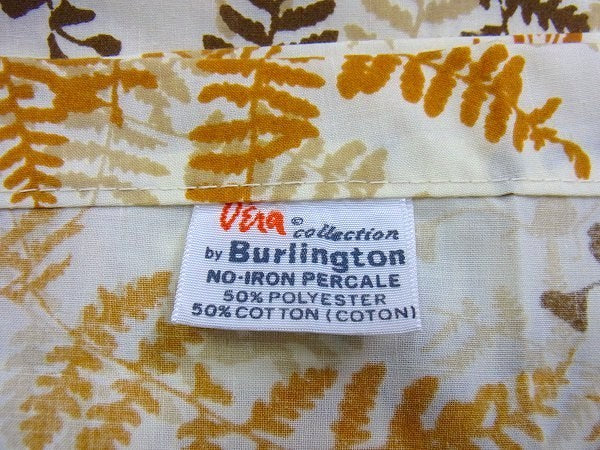 Vera © collection
by Burlington
NO-IRON PERCALE
50% POLYESTER
50% COTTON (COTON)